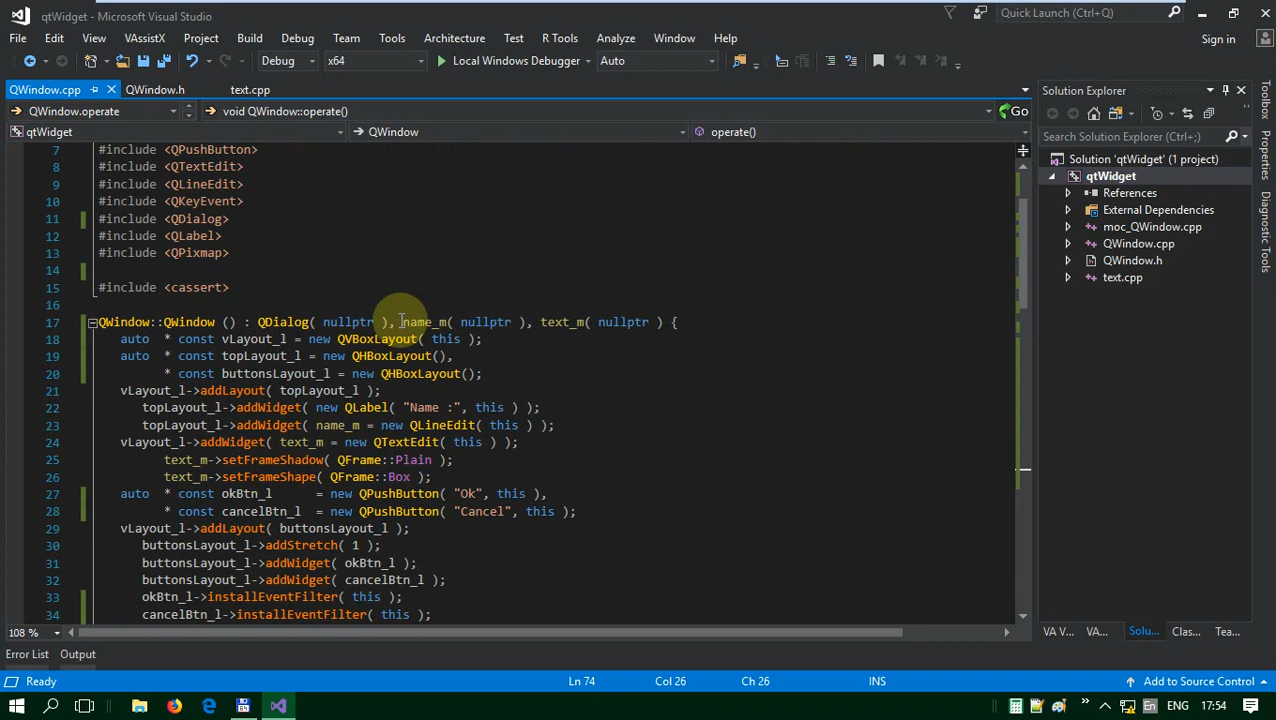 qtWidget - Microsoft Visual Studio
Quick Launch (Ctrl+Q)
File Edit View VAssistX Project Build Debug Team Tools Architecture Test R Tools Analyze Window Help
Sign in
Debug x64 Local Windows Debugger Auto
QWindow.cpp QWindow.h text.cpp
QWindow.operate void QWindow::operate() Go
qtWidget QWindow operate()
7 #include <QPushButton>
8 #include <QTextEdit>
9 #include <QLineEdit>
10 #include <QKeyEvent>
11 #include <QDialog>
12 #include <QLabel>
13 #include <QPixmap>
14
15 #include <cassert>
16
17 QWindow::QWindow () : QDialog( nullptr ), name_m( nullptr ), text_m( nullptr ) {
18 auto * const vLayout_l = new QVBoxLayout( this );
19 auto * const topLayout_l = new QHBoxLayout(),
20 * const buttonsLayout_l = new QHBoxLayout();
21 vLayout_l->addLayout( topLayout_l );
22 topLayout_l->addWidget( new QLabel( "Name :", this ) );
23 topLayout_l->addWidget( name_m = new QLineEdit( this ) );
24 vLayout_l->addWidget( text_m = new QTextEdit( this ) );
25 text_m->setFrameShadow( QFrame::Plain );
26 text_m->setFrameShape( QFrame::Box );
27 auto * const okBtn_l = new QPushButton( "Ok", this ),
28 * const cancelBtn_l = new QPushButton( "Cancel", this );
29 vLayout_l->addLayout( buttonsLayout_l );
30 buttonsLayout_l->addStretch( 1 );
31 buttonsLayout_l->addWidget( okBtn_l );
32 buttonsLayout_l->addWidget( cancelBtn_l );
33 okBtn_l->installEventFilter( this );
34 cancelBtn_l->installEventFilter( this );
108 %
Solution Explorer
Search Solution Explorer (Ctrl+;)
Solution 'qtWidget' (1 project)
qtWidget
References
External Dependencies
moc_QWindow.cpp
QWindow.cpp
QWindow.h
text.cpp
VA V... VA... Solu... Clas... Tea...
Toolbox
Properties
Diagnostic Tools
Error List Output
Ready Ln 74 Col 26 Ch 26 INS Add to Source Control
64 En ENG 17:54